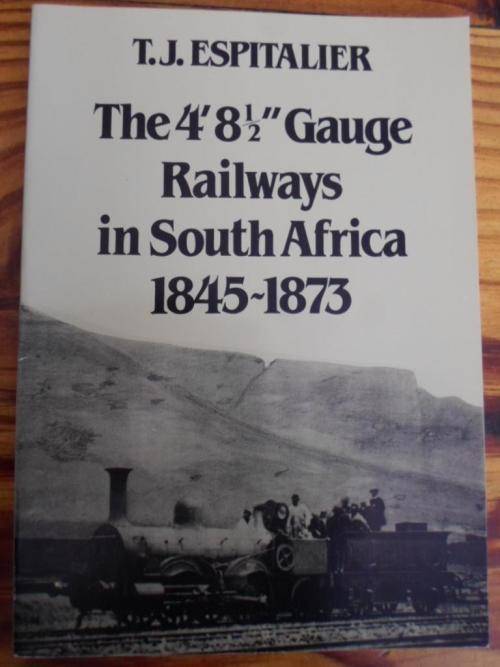 T.J. ESPITALIER
The 4' 8½" Gauge
Railways
in South Africa
1845~1873